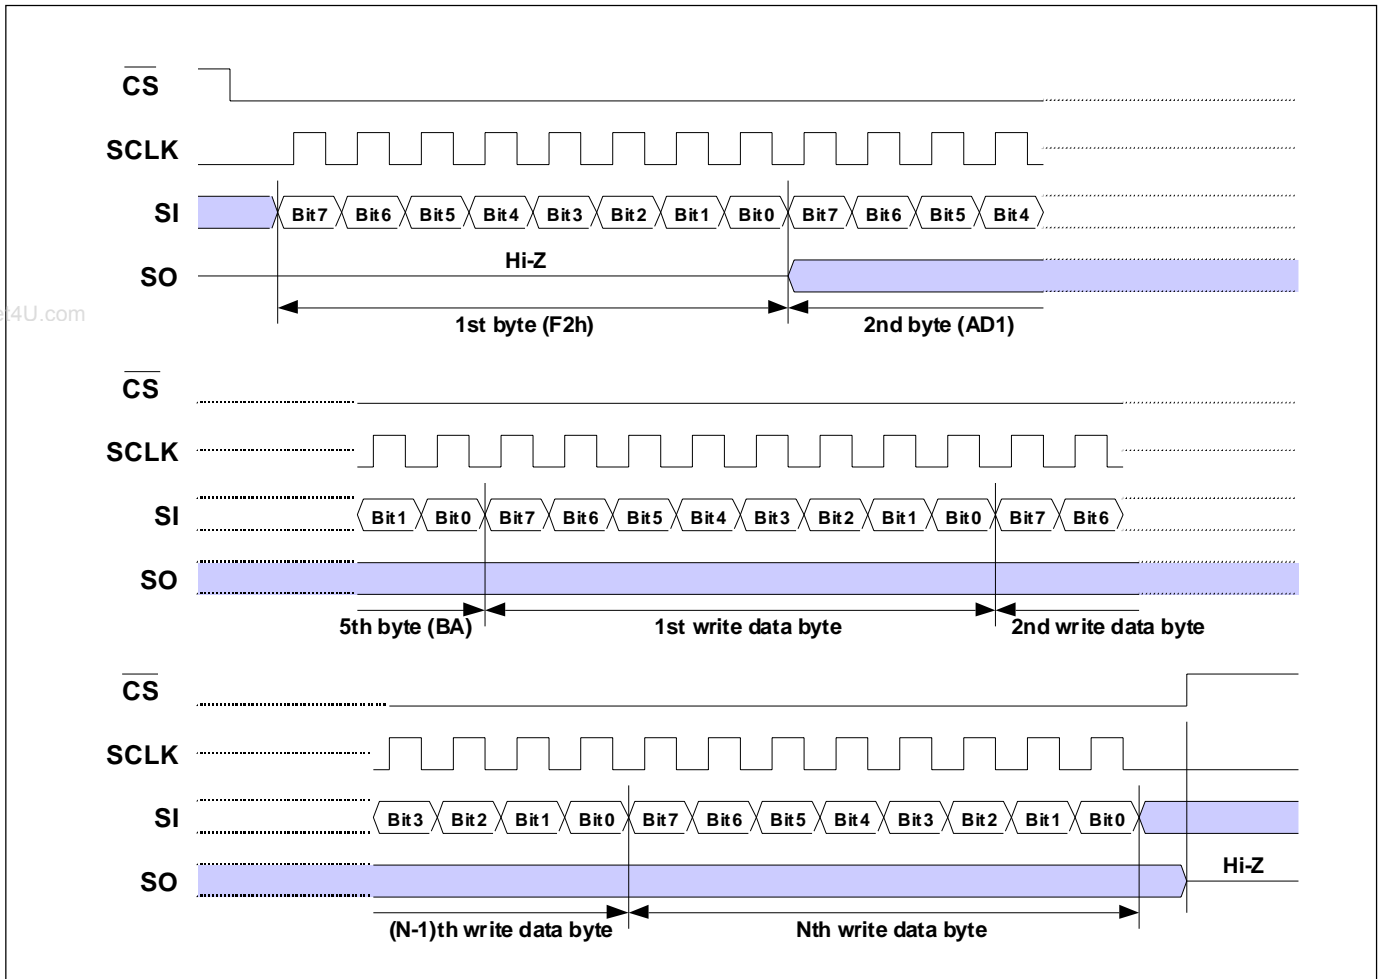 CS
SCLK
SI Bit7 Bit6 Bit5 Bit4 Bit3 Bit2 Bit1 Bit0 Bit7 Bit6 Bit5 Bit4
Hi-Z
SO
et4U.com
1st byte (F2h) 2nd byte (AD1)
CS
SCLK
SI Bit1 Bit0 Bit7 Bit6 Bit5 Bit4 Bit3 Bit2 Bit1 Bit0 Bit7 Bit6
SO
5th byte (BA) 1st write data byte 2nd write data byte
CS
SCLK
SI Bit3 Bit2 Bit1 Bit0 Bit7 Bit6 Bit5 Bit4 Bit3 Bit2 Bit1 Bit0
SO Hi-Z
(N-1)th write data byte Nth write data byte